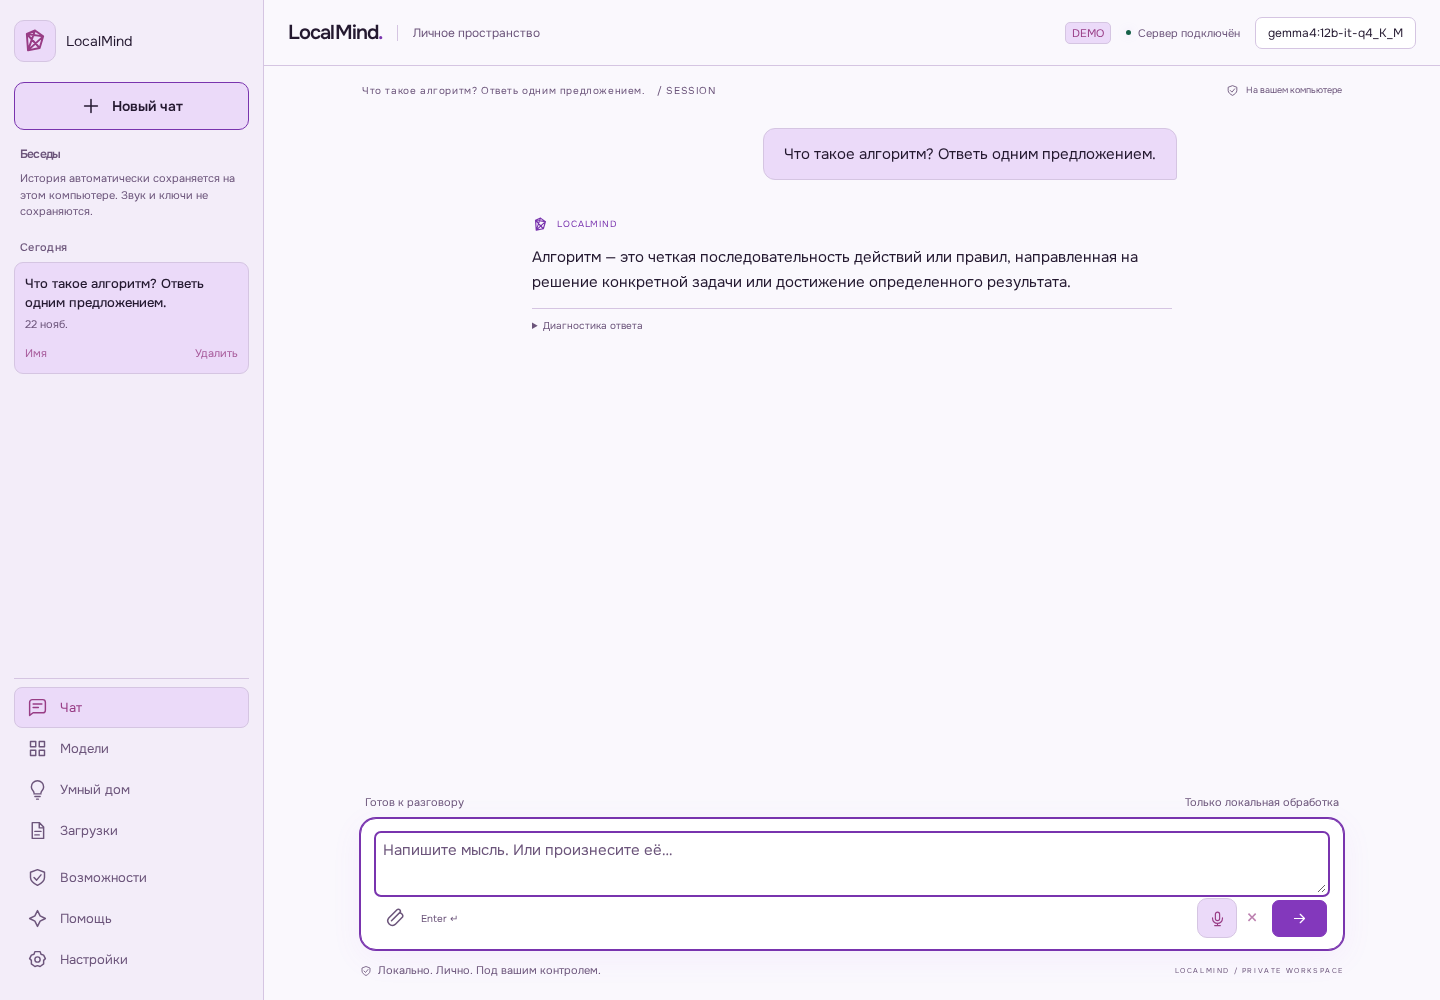 LocalMind
Новый чат
Беседы
История автоматически сохраняется на
этом компьютере. Звук и ключи не
сохраняются.
Сегодня
Что такое алгоритм? Ответь
одним предложением.
22 нояб.
Имя Удалить
Чат
Модели
Умный дом
Загрузки
Возможности
Помощь
Настройки
LocalMind. Личное пространство
DEMO Сервер подключён gemma4:12b-it-q4_K_M
Что такое алгоритм? Ответь одним предложением. / SESSION
На вашем компьютере
Что такое алгоритм? Ответь одним предложением.
LOCALMIND
Алгоритм — это четкая последовательность действий или правил, направленная на
решение конкретной задачи или достижение определенного результата.
Диагностика ответа
Готов к разговору Только локальная обработка
Напишите мысль. Или произнесите её...
Enter ↵
Локально. Лично. Под вашим контролем.
LOCALMIND / PRIVATE WORKSPACE